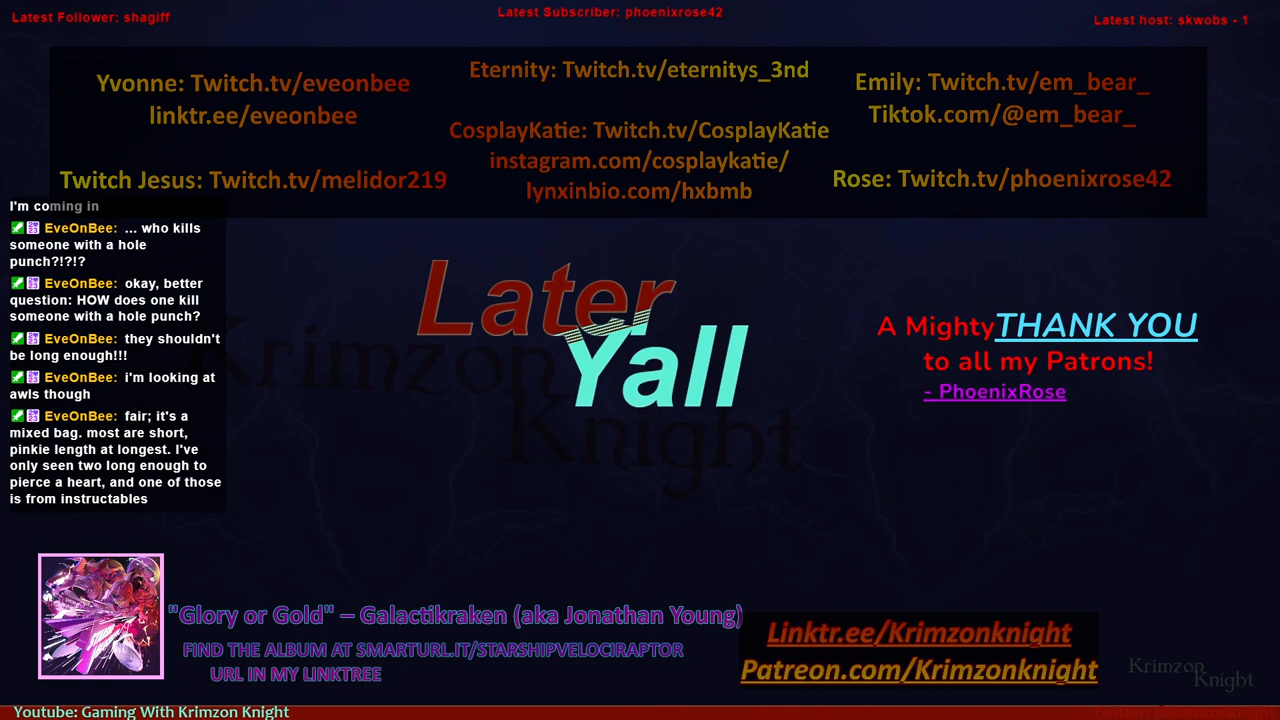 Latest Follower: shagiff
Latest Subscriber: phoenixrose42
Latest host: skwobs - 1
Yvonne: Twitch.tv/eveonbee
linktr.ee/eveonbee
Twitch Jesus: Twitch.tv/melidor219
Eternity: Twitch.tv/eternitys_3nd
CosplayKatie: Twitch.tv/CosplayKatie
instagram.com/cosplaykatie/
lynxinbio.com/hxbmb
Emily: Twitch.tv/em_bear_
Tiktok.com/@em_bear_
Rose: Twitch.tv/phoenixrose42
I'm coming in
EveOnBee: ... who kills
someone with a hole
punch?!?!?
EveOnBee: okay, better
question: HOW does one kill
someone with a hole punch?
EveOnBee: they shouldn't
be long enough!!!
EveOnBee: i'm looking at
awls though
EveOnBee: fair; it's a
mixed bag. most are short,
pinkie length at longest. I've
only seen two long enough to
pierce a heart, and one of those
is from instructables
Later
Yall
Krimzon
Knight
A Mighty THANK YOU
to all my Patrons!
- PhoenixRose
"Glory or Gold" – Galactikraken (aka Jonathan Young)
FIND THE ALBUM AT SMARTURL.IT/STARSHIPVELOCIRAPTOR
URL IN MY LINKTREE
Linktr.ee/Krimzonknight
Patreon.com/Krimzonknight
Krimzon
Knight
Youtube: Gaming With Krimzon Knight